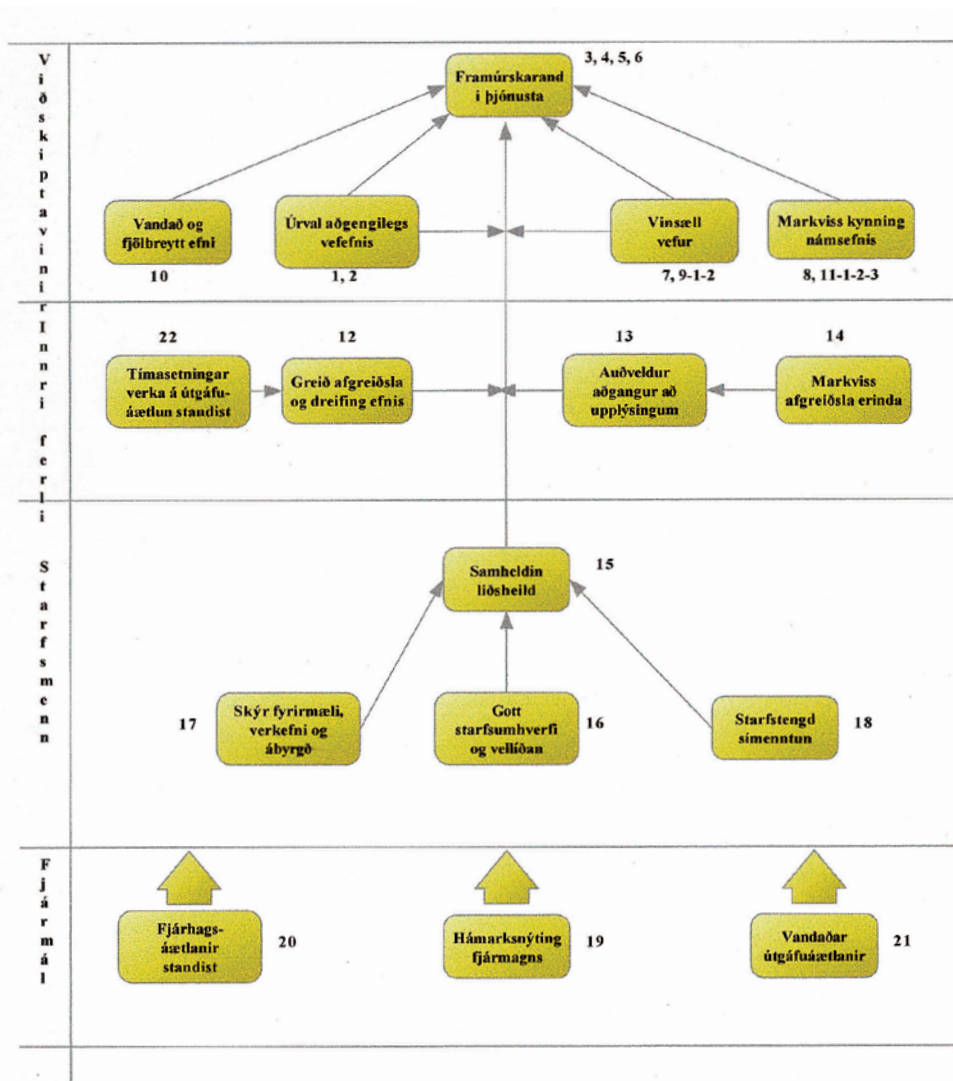 Viðskiptavinir
3, 4, 5, 6
Framúrskarand
i þjónusta
Vandað og
fjölbreytt efni
10
Úrval aðgengilegs
vefefnis
1, 2
Vinsæll
vefur
7, 9-1-2
Markviss kynning
námsefnis
8, 11-1-2-3
Innri ferli
22
Tímasetningar
verka á útgáfu-
áætlun standist
12
Greið afgreiðsla
og dreifing efnis
13
Auðveldur
aðgangur að
upplýsingum
14
Markviss
afgreiðsla erinda
Starfsmenn
Samheldin
liðsheild
15
17
Skýr fyrirmæli,
verkefni og
ábyrgð
Gott
starfsumhverfi
og vellíðan
16
Starfstengd
símenntun
18
Fjármál
Fjárhags-
áætlanir
standist
20
Hámarksnýting
fjármagns
19
Vandaðar
útgáfuáætlanir
21